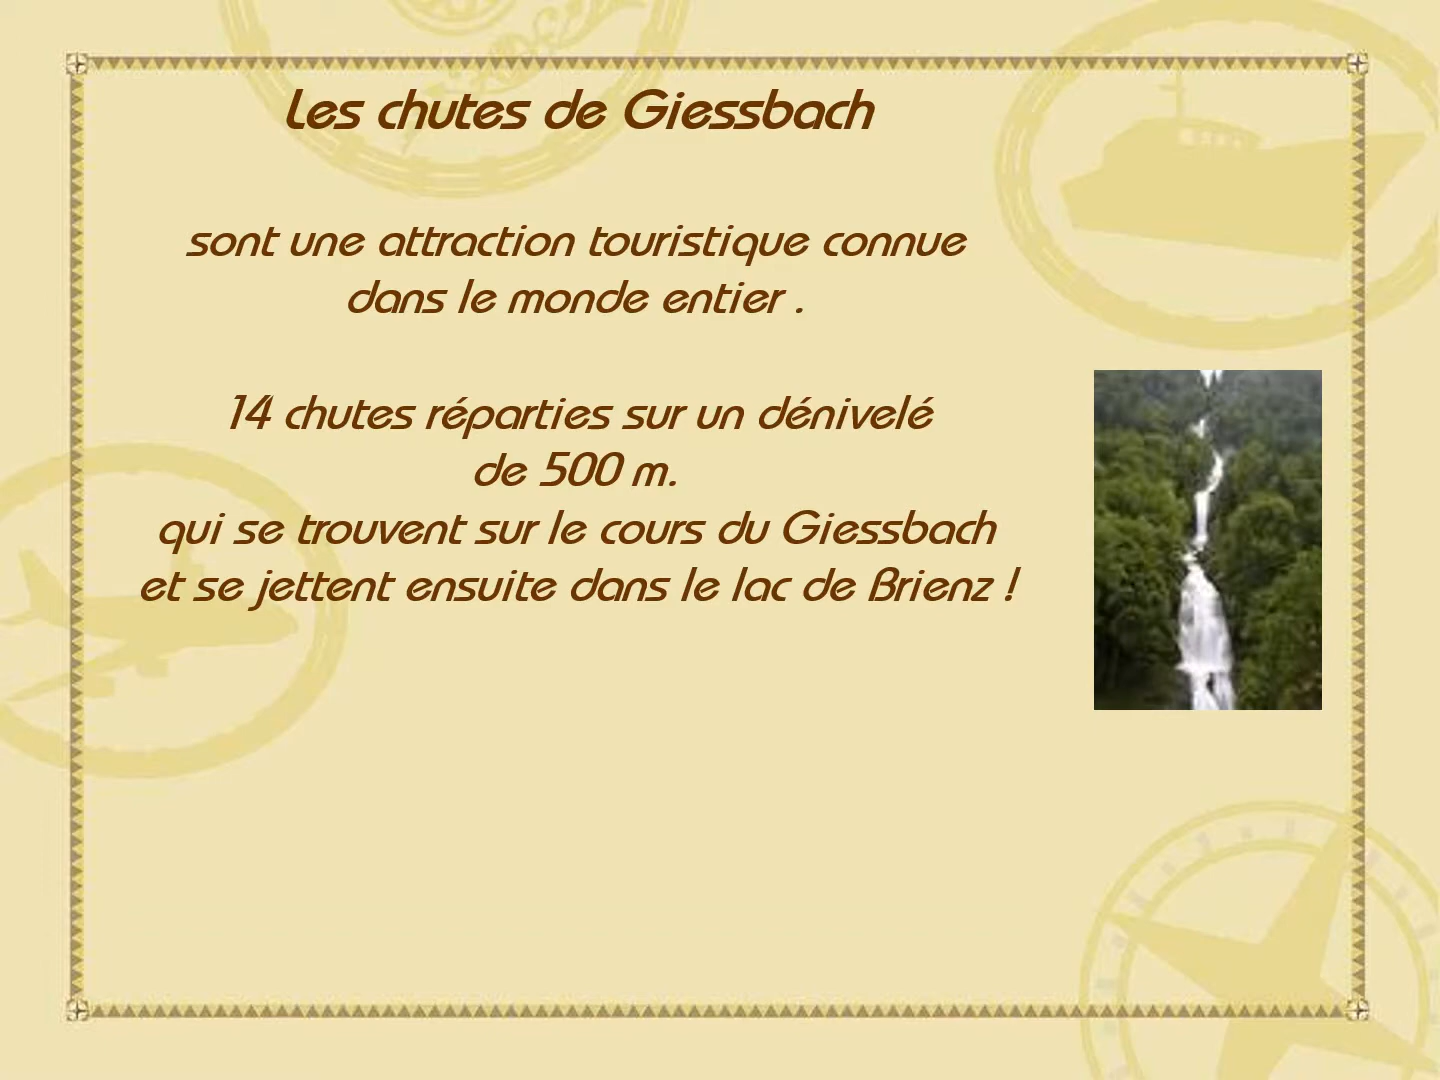 Les chutes de Giessbach
sont une attraction touristique connue
dans le monde entier .
14 chutes réparties sur un dénivelé
de 500 m.
qui se trouvent sur le cours du Giessbach
et se jettent ensuite dans le lac de Brienz !